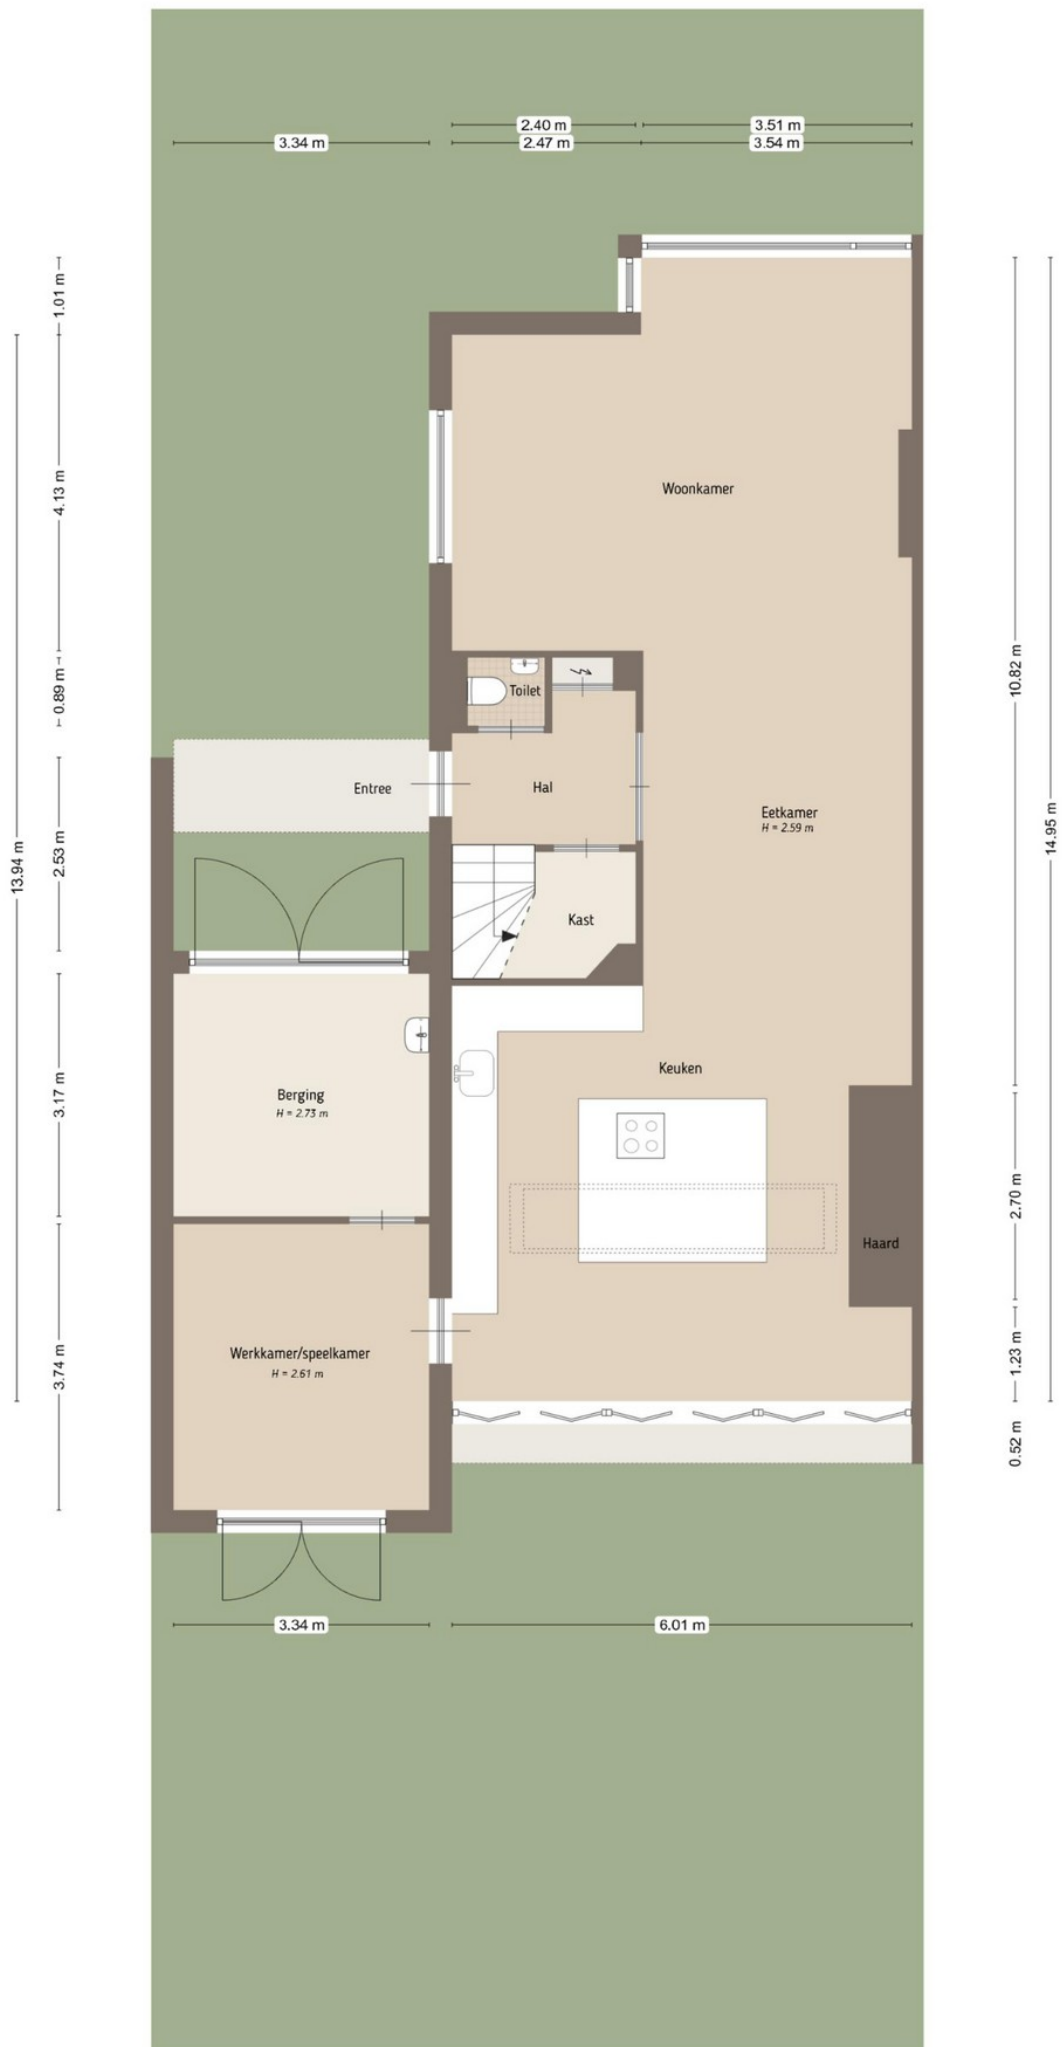 2.40 m
3.51 m
3.34 m
2.47 m
3.54 m
1.01 m
4.13 m
Woonkamer
0.89 m
Toilet
10.82 m
Entree
Hal
Eetkamer
H = 2.59 m
14.95 m
13.94 m
2.53 m
Kast
Keuken
Berging
H = 2.73 m
3.17 m
2.70 m
Haard
Werkkamer/speelkamer
H = 2.61 m
3.74 m
1.23 m
0.52 m
3.34 m
6.01 m